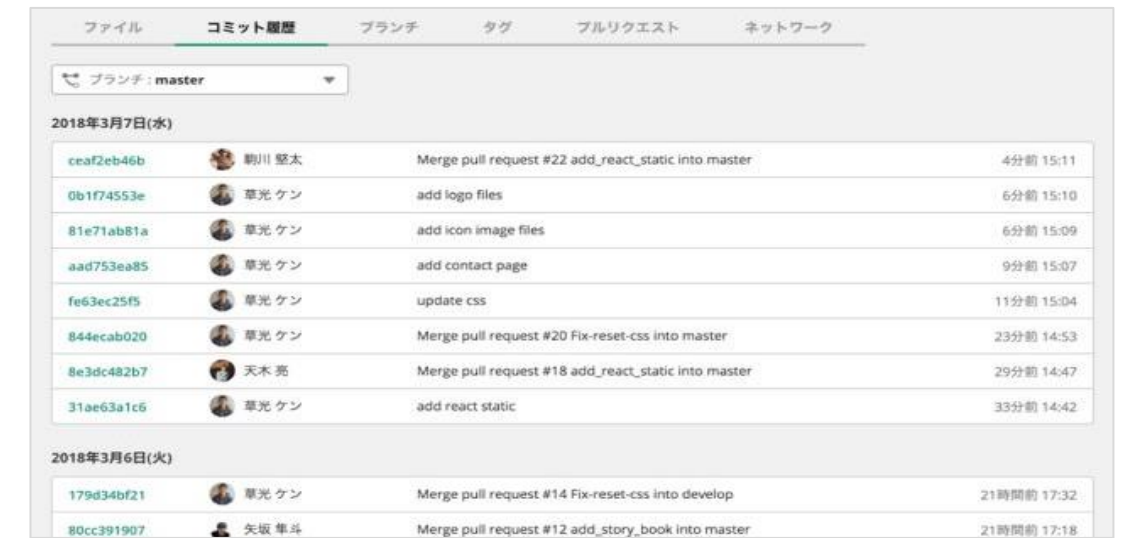 ファイル コミット履歴 ブランチ タグ プルリクエスト ネットワーク
ブランチ : master
2018年3月7日(水)
ceaf2eb46b 駒川 堅太 Merge pull request #22 add_react_static into master 4分前 15:11
0b1f74553e 草光 ケン add logo files 6分前 15:10
81e71ab81a 草光 ケン add icon image files 6分前 15:09
aad753ea85 草光 ケン add contact page 9分前 15:07
fe63ec25f5 草光 ケン update css 11分前 15:04
844ecab020 草光 ケン Merge pull request #20 Fix-reset-css into master 23分前 14:53
8e3dc482b7 天木 亮 Merge pull request #18 add_react_static into master 29分前 14:47
31ae63a1c6 草光 ケン add react static 33分前 14:42
2018年3月6日(火)
179d34bf21 草光 ケン Merge pull request #14 Fix-reset-css into develop 21時間前 17:32
80cc391907 矢坂 隼斗 Merge pull request #12 add_story_book into master 21時間前 17:18